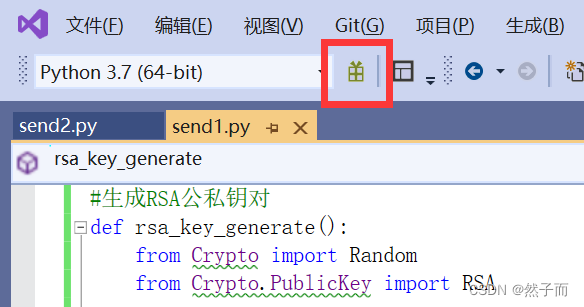 文件(F) 编辑(E) 视图(V) Git(G) 项目(P) 生成(B)
Python 3.7 (64-bit)
send2.py send1.py
rsa_key_generate
#生成RSA公私钥对
def rsa_key_generate():
from Crypto import Random
from Crypto.PublicKey import RSA
CSDN @然子而